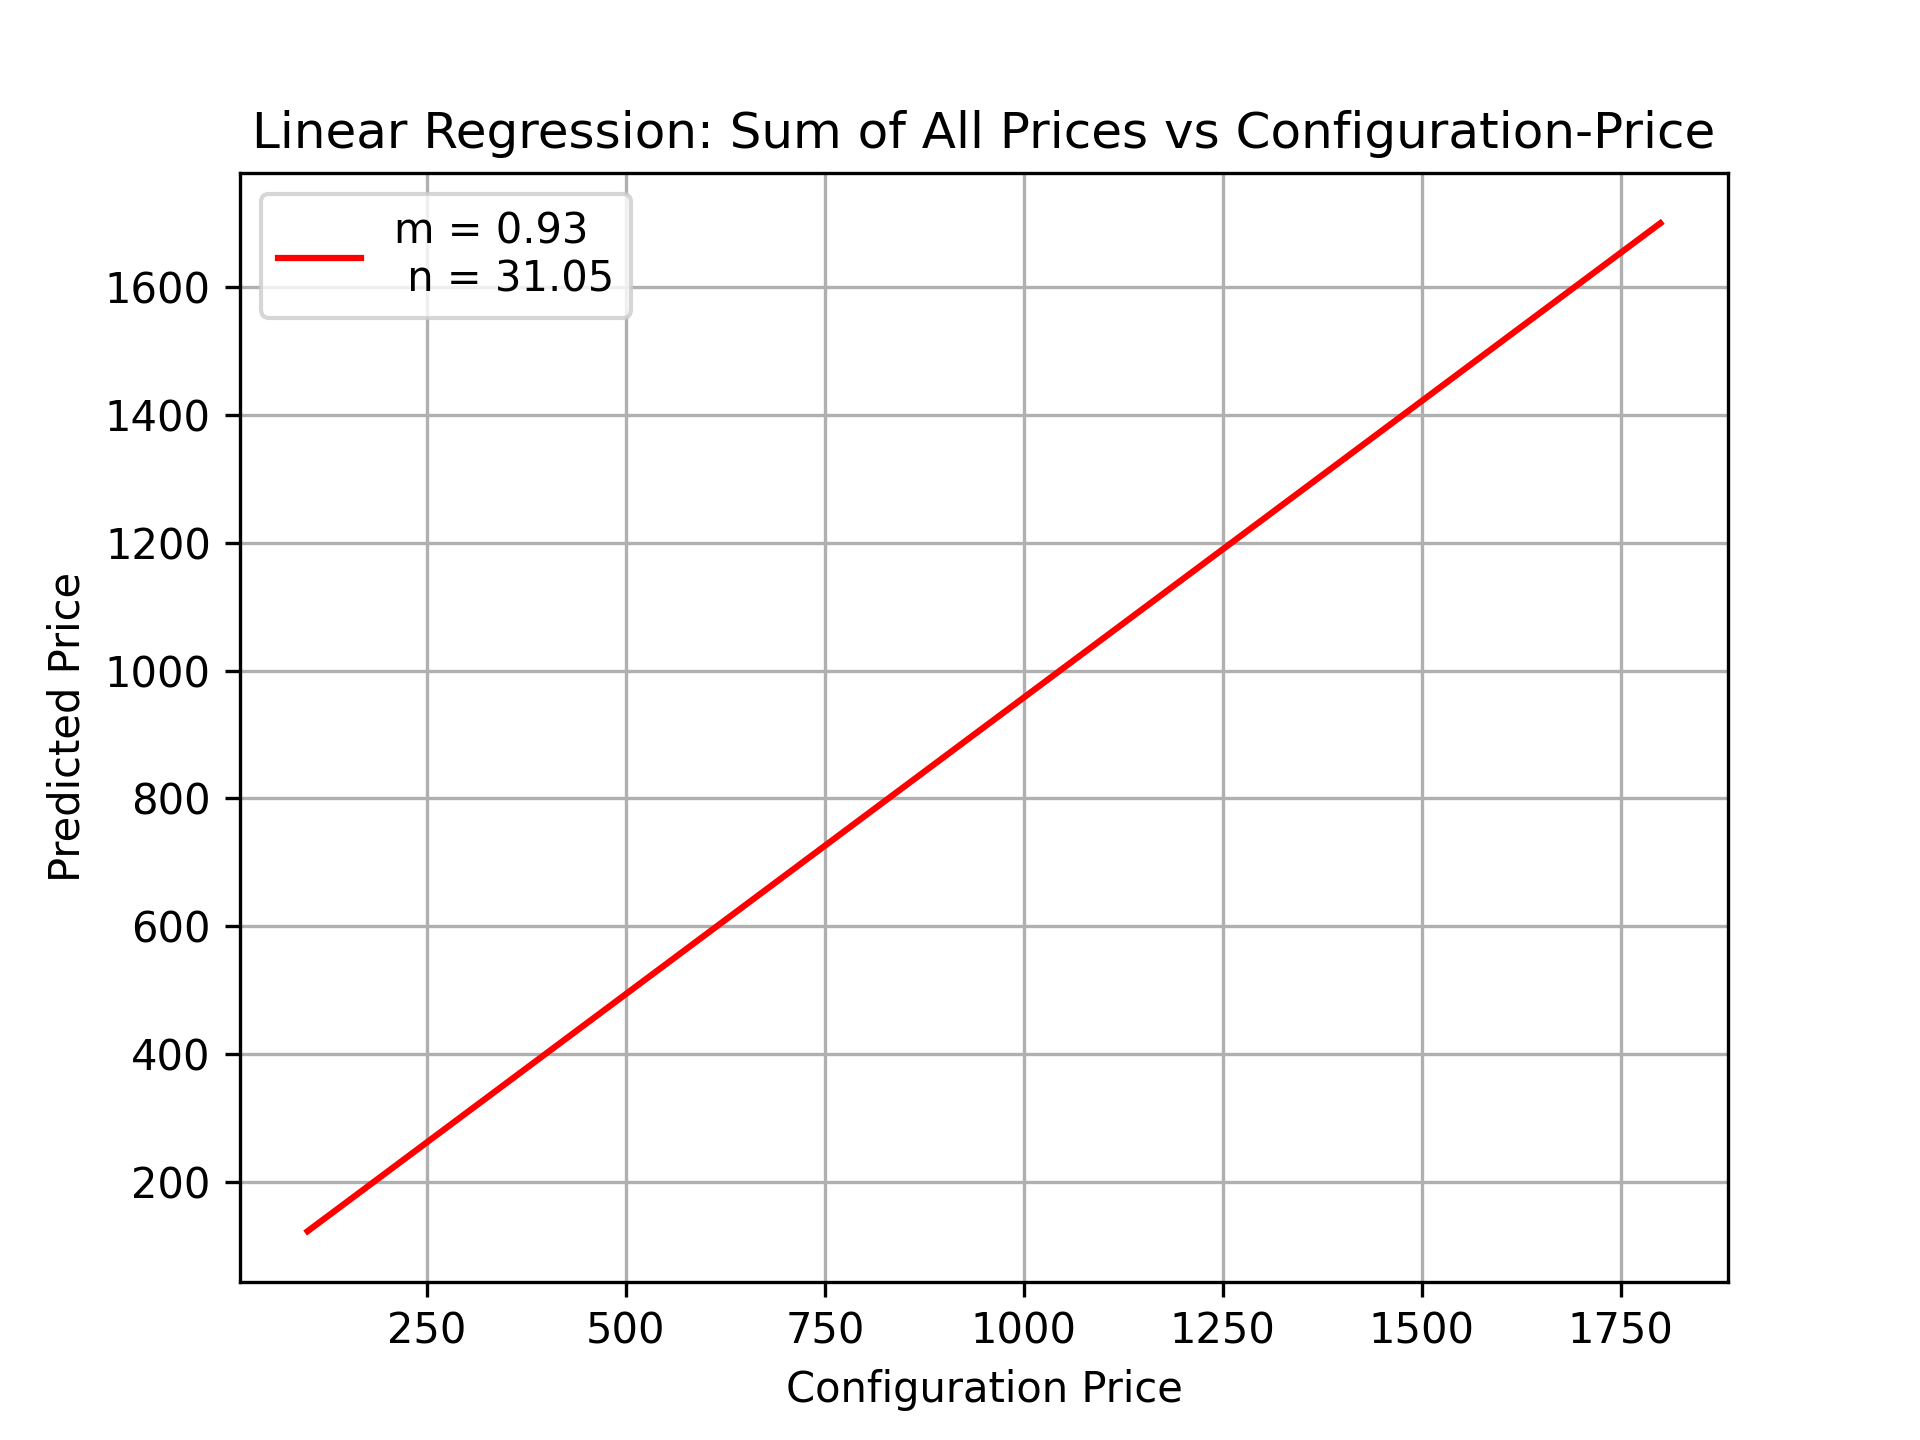 Linear Regression: Sum of All Prices vs Configuration-Price
m = 0.93
n = 31.05
Predicted Price
1600
1400
1200
1000
800
600
400
200
250 500 750 1000 1250 1500 1750
Configuration Price